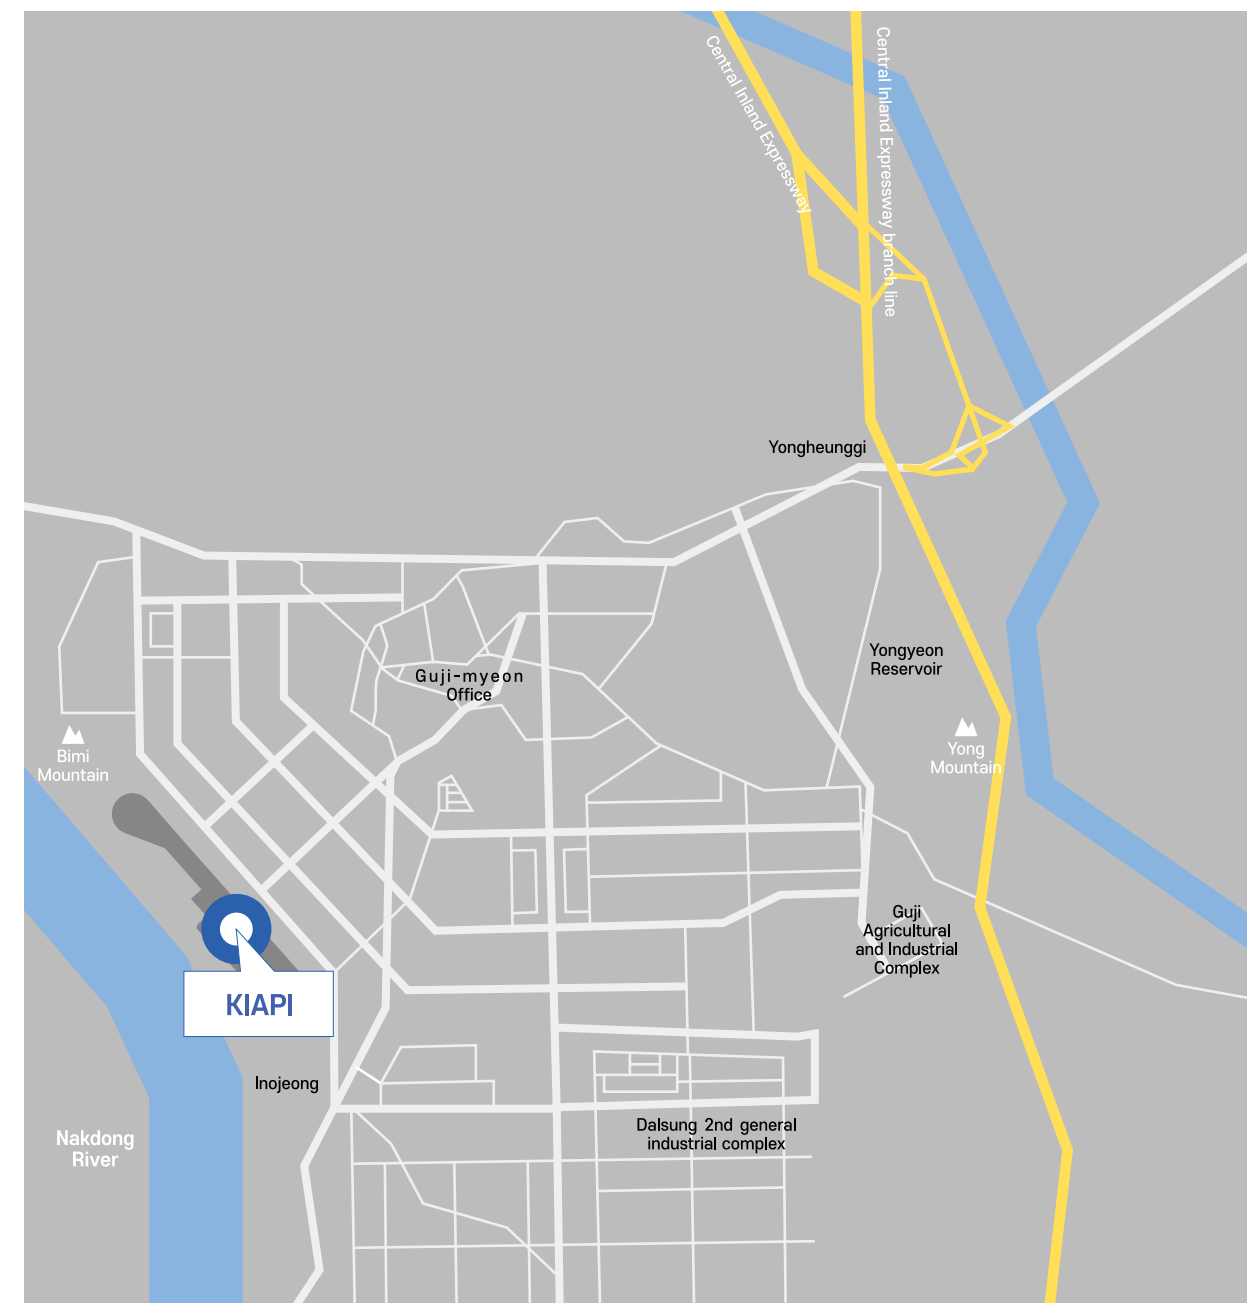 Central Inland Expressway
Central Inland Expressway branch line
Yongheunggi
Yongyeon
Reservoir
Guji-myeon
Office
Bimi
Mountain
Yong
Mountain
Guji
Agricultural
and Industrial
Complex
KIAPI
Inojeong
Dalsung 2nd general
industrial complex
Nakdong
River